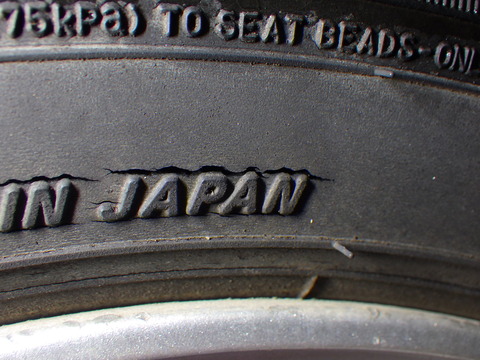 75kPa) TO SEAT BEADS-ON
IN JAPAN